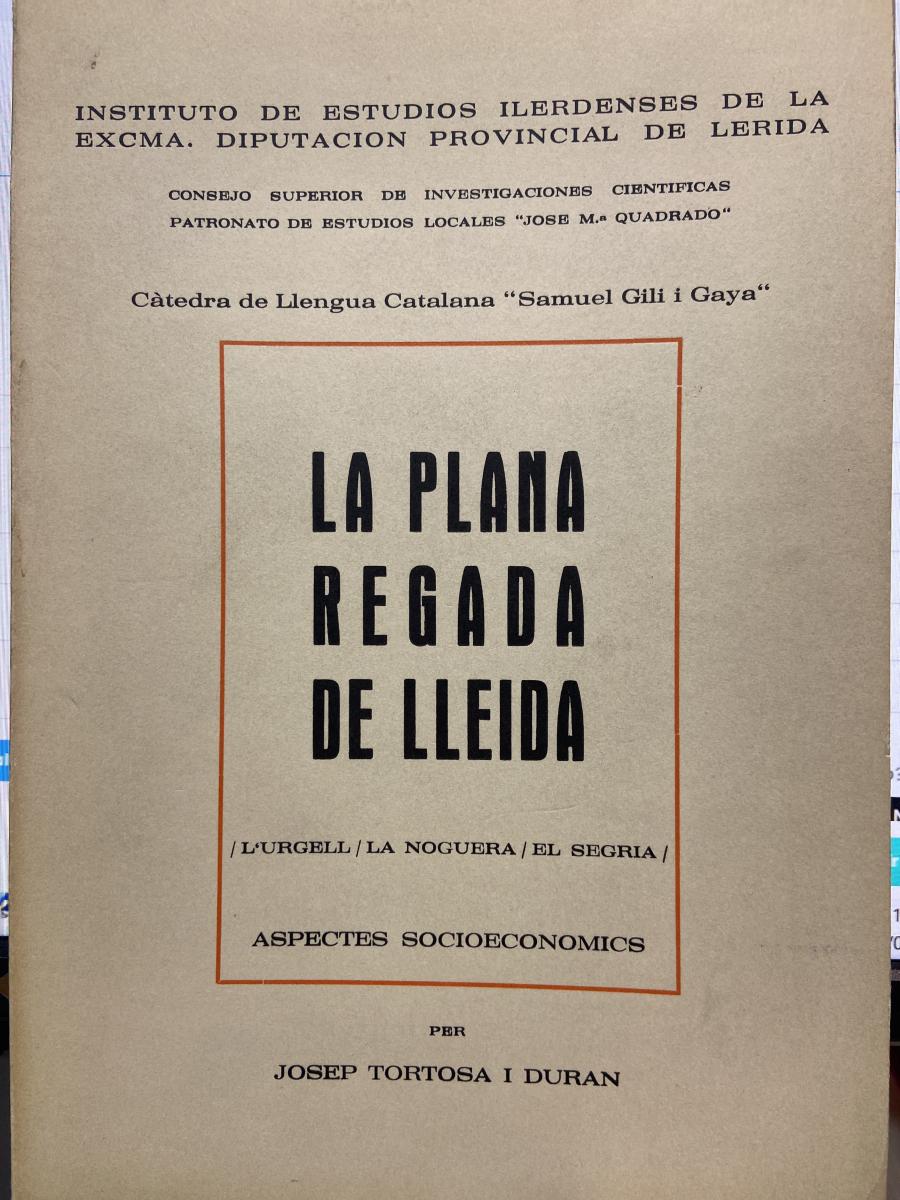 INSTITUTO DE ESTUDIOS ILERDENSES DE LA
EXCMA. DIPUTACION PROVINCIAL DE LERIDA
CONSEJO SUPERIOR DE INVESTIGACIONES CIENTIFICAS
PATRONATO DE ESTUDIOS LOCALES "JOSE M.ª QUADRADO"
Càtedra de Llengua Catalana "Samuel Gili i Gaya"
LA PLANA
REGADA
DE LLEIDA
/ L'URGELL / LA NOGUERA / EL SEGRIA /
ASPECTES SOCIOECONOMICS
PER
JOSEP TORTOSA I DURAN